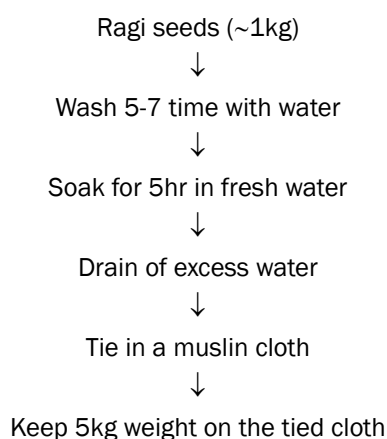 Ragi seeds (~1kg)
↓
Wash 5-7 time with water
↓
Soak for 5hr in fresh water
↓
Drain of excess water
↓
Tie in a muslin cloth
↓
Keep 5kg weight on the tied cloth